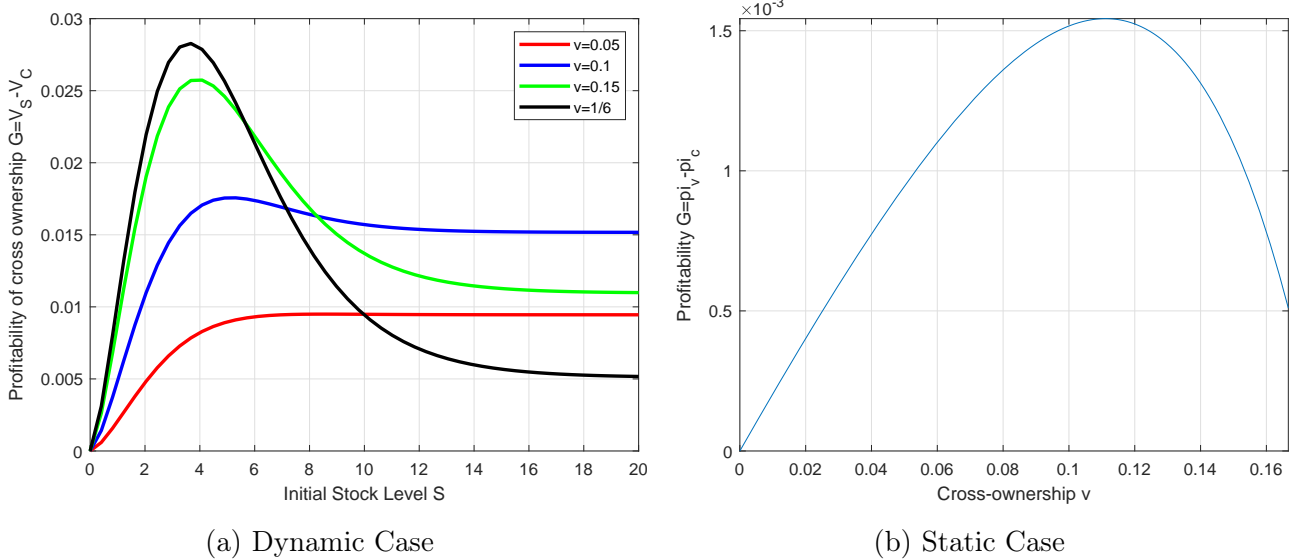 0.03
0.025
0.02
0.015
0.01
0.005
0
0 2 4 6 8 10 12 14 16 18 20
Initial Stock Level S
Profitability of cross ownership G=V_S-V_C
v=0.05
v=0.1
v=0.15
v=1/6
(a) Dynamic Case
×10^-3
1.5
1
0.5
0
0 0.02 0.04 0.06 0.08 0.1 0.12 0.14 0.16
Cross-ownership v
Profitability G=pi_v-pi_c
(b) Static Case